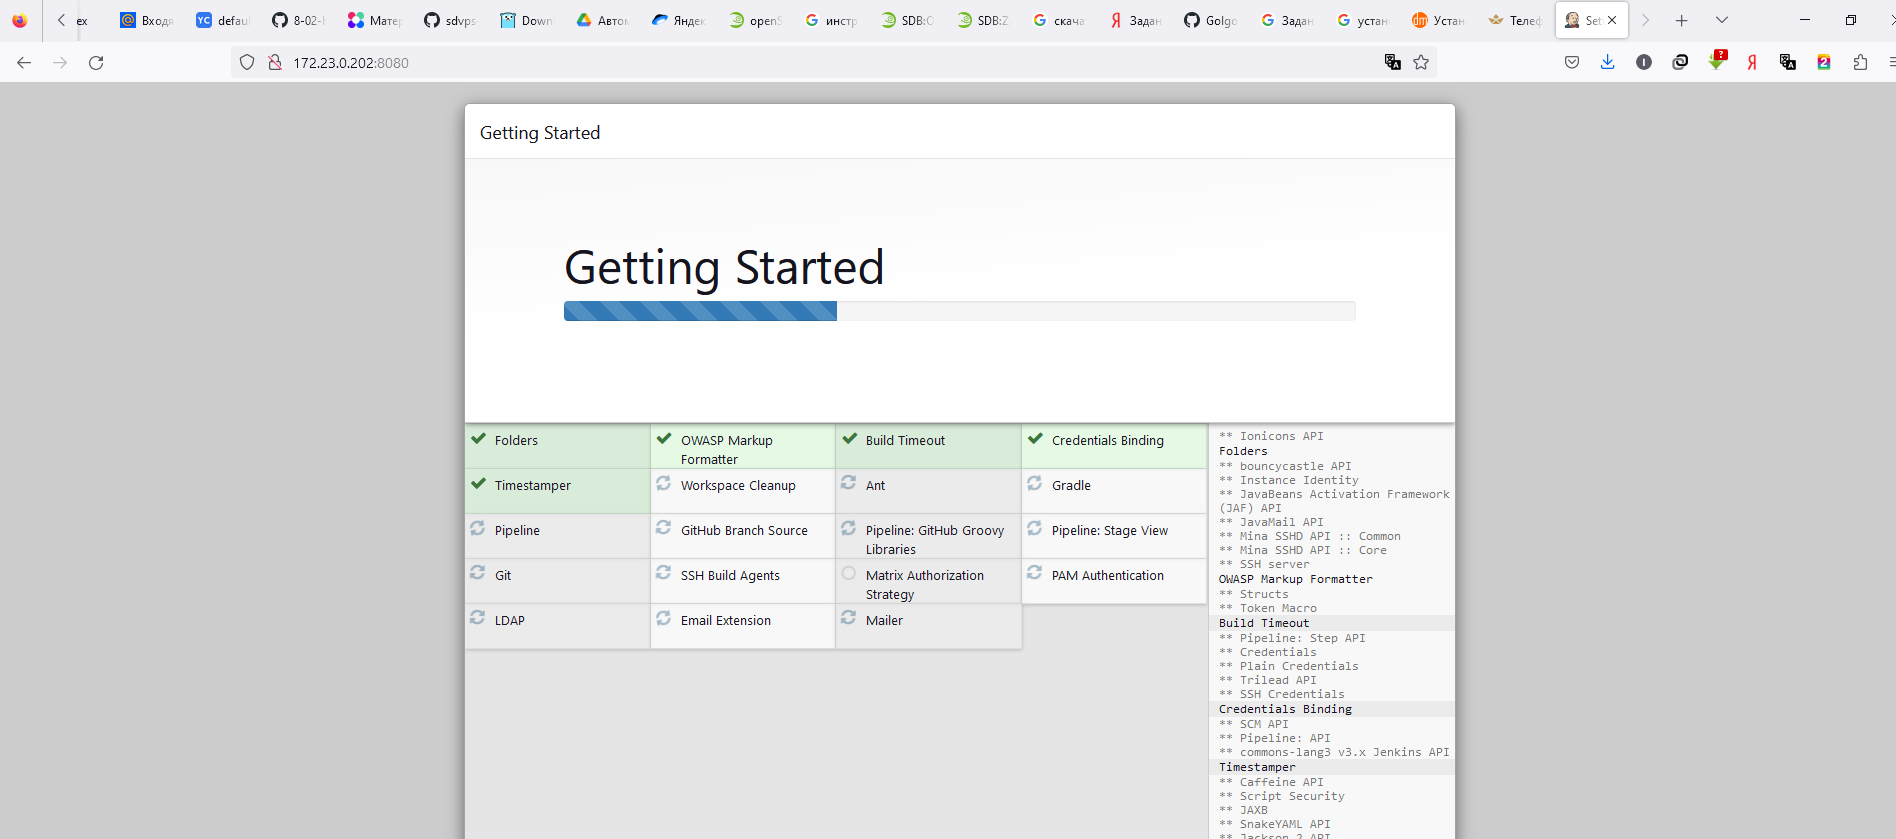 ex
Входя
defaul
8-02-h
Матер
sdvps
Downl
Автом
Яндек
openS
инстр
SDB:O
SDB:Z
скача
Задан
Golgo
Задан
устан
Устан
Телеф
Set
172.23.0.202:8080
Getting Started
Getting Started
Folders
OWASP Markup
Formatter
Build Timeout
Credentials Binding
Timestamper
Workspace Cleanup
Ant
Gradle
Pipeline
GitHub Branch Source
Pipeline: GitHub Groovy
Libraries
Pipeline: Stage View
Git
SSH Build Agents
Matrix Authorization
Strategy
PAM Authentication
LDAP
Email Extension
Mailer
** Ionicons API
Folders
** bouncycastle API
** Instance Identity
** JavaBeans Activation Framework
(JAF) API
** JavaMail API
** Mina SSHD API :: Common
** Mina SSHD API :: Core
** SSH server
OWASP Markup Formatter
** Structs
** Token Macro
Build Timeout
** Pipeline: Step API
** Credentials
** Plain Credentials
** Trilead API
** SSH Credentials
Credentials Binding
** SCM API
** Pipeline: API
** commons-lang3 v3.x Jenkins API
Timestamper
** Caffeine API
** Script Security
** JAXB
** SnakeYAML API
** Jackson 2 API